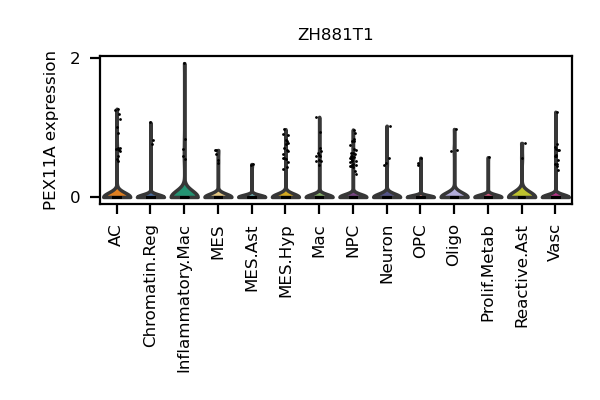 ZH881T1
PEX11A expression
2
0
AC
Chromatin.Reg
Inflammatory.Mac
MES
MES.Ast
MES.Hyp
Mac
NPC
Neuron
OPC
Oligo
Prolif.Metab
Reactive.Ast
Vasc